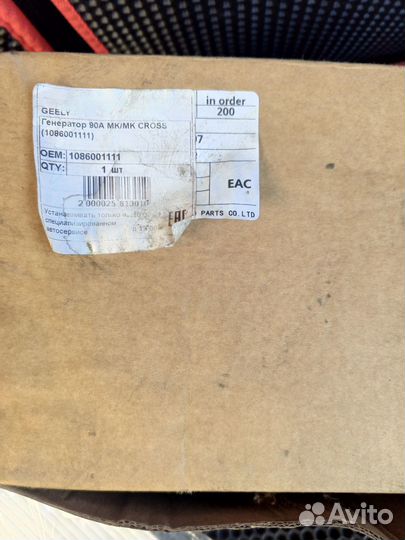 GEELY
Генератор 90A MK/MK CROSS
(1086001111)
OEM: 1086001111
QTY: 1 шт
Устанавливать только
специализированном
автосервисе
EAC
in order
200
EAC
PARTS CO.LTD
Avito